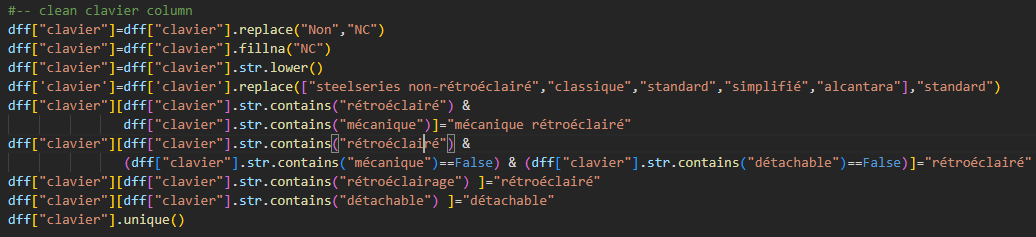 #-- clean clavier column
dff["clavier"]=dff["clavier"].replace("Non","NC")
dff["clavier"]=dff["clavier"].fillna("NC")
dff["clavier"]=dff["clavier"].str.lower()
dff['clavier']=dff['clavier'].replace(["steelseries non-rétroéclairé","classique","standard","simplifié","alcantara"],"standard")
dff["clavier"][dff["clavier"].str.contains("rétroéclairé") &
dff["clavier"].str.contains("mécanique")]="mécanique rétroéclairé"
dff["clavier"][dff["clavier"].str.contains("rétroéclairé") &
(dff["clavier"].str.contains("mécanique")==False) & (dff["clavier"].str.contains("détachable")==False)]="rétroéclairé"
dff["clavier"][dff["clavier"].str.contains("rétroéclairage") ]="rétroéclairé"
dff["clavier"][dff["clavier"].str.contains("détachable") ]="détachable"
dff["clavier"].unique()